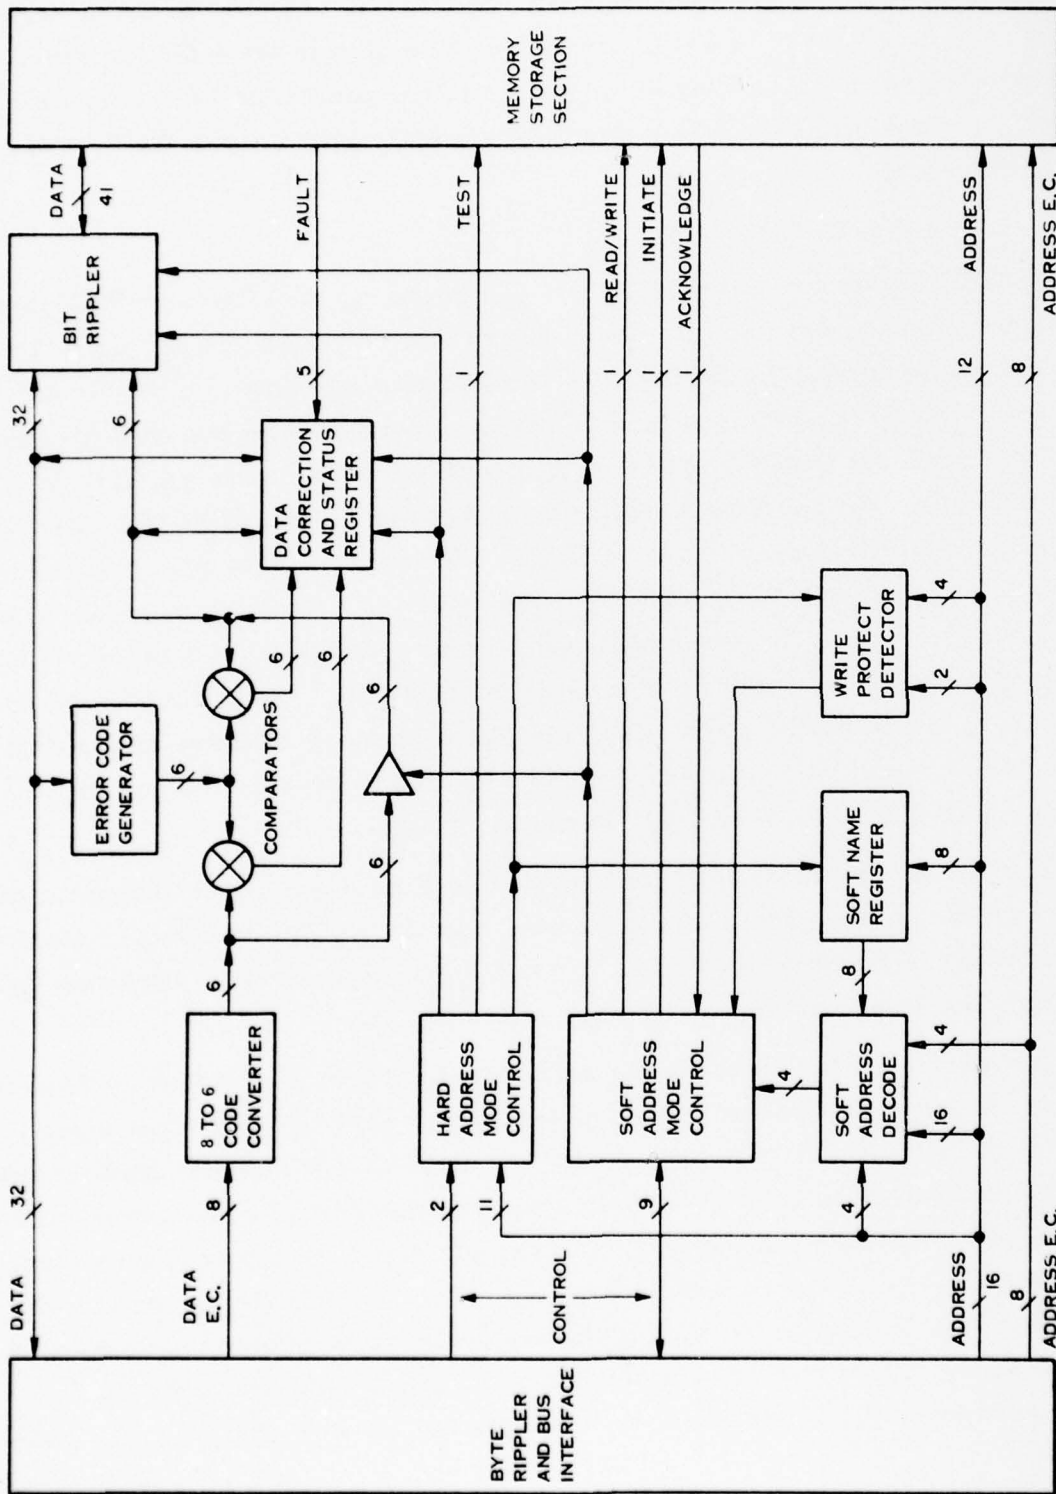 BYTE
RIPPLER
AND BUS
INTERFACE
DATA
32
DATA
E.C.
8
CONTROL
2
11
9
4
ADDRESS
16
ADDRESS E.C.
8
8 TO 6
CODE
CONVERTER
6
HARD
ADDRESS
MODE
CONTROL
SOFT
ADDRESS
MODE
CONTROL
4
SOFT
ADDRESS
DECODE
16
4
8
ERROR CODE
GENERATOR
6
COMPARATORS
6
6
6
6
SOFT NAME
REGISTER
8
WRITE
PROTECT
DETECTOR
2
4
DATA
CORRECTION
AND STATUS
REGISTER
5
32
6
BIT
RIPPLER
DATA
41
FAULT
TEST
1
READ/WRITE
1
INITIATE
1
ACKNOWLEDGE
1
ADDRESS
12
ADDRESS E.C.
8
MEMORY
STORAGE
SECTION